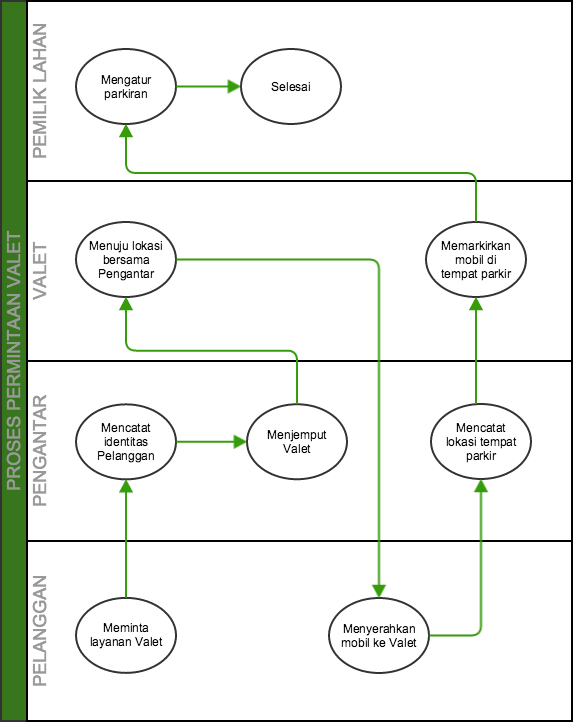 PROSES PERMINTAAN VALET
PEMILIK LAHAN
Mengatur
parkiran
Selesai
VALET
Menuju lokasi
bersama
Pengantar
Memarkirkan
mobil di
tempat parkir
PENGANTAR
Mencatat
identitas
Pelanggan
Menjemput
Valet
Mencatat
lokasi tempat
parkir
PELANGGAN
Meminta
layanan Valet
Menyerahkan
mobil ke Valet